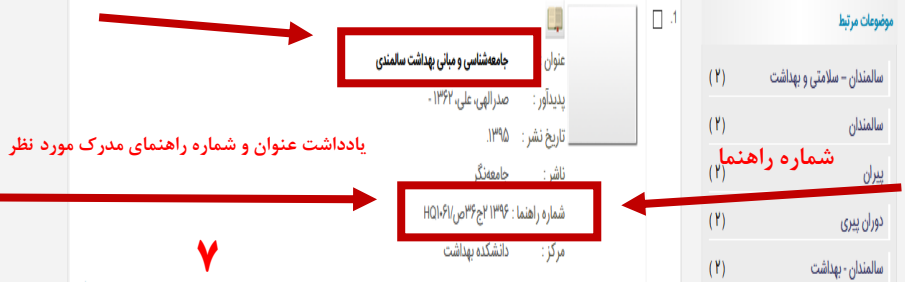 موضوعات مرتبط
سالمندان - سلامتی و بهداشت (۲)
سالمندان (۲)
پیران (۲)
دوران پیری (۲)
سالمندان - بهداشت (۲)
شماره راهنما
۱.
عنوان جامعه‌شناسی و مبانی بهداشت سالمندی
پدیدآور : صدرالهی، علی، ۱۳۶۲ -
تاریخ نشر : ۱۳۹۵.
ناشر : جامعه‌نگر
شماره راهنما : HQ۱۰۶۱/ص۳۶ج۲ ۱۳۹۶
مرکز : دانشکده بهداشت
یادداشت عنوان و شماره راهنمای مدرک مورد نظر
۷